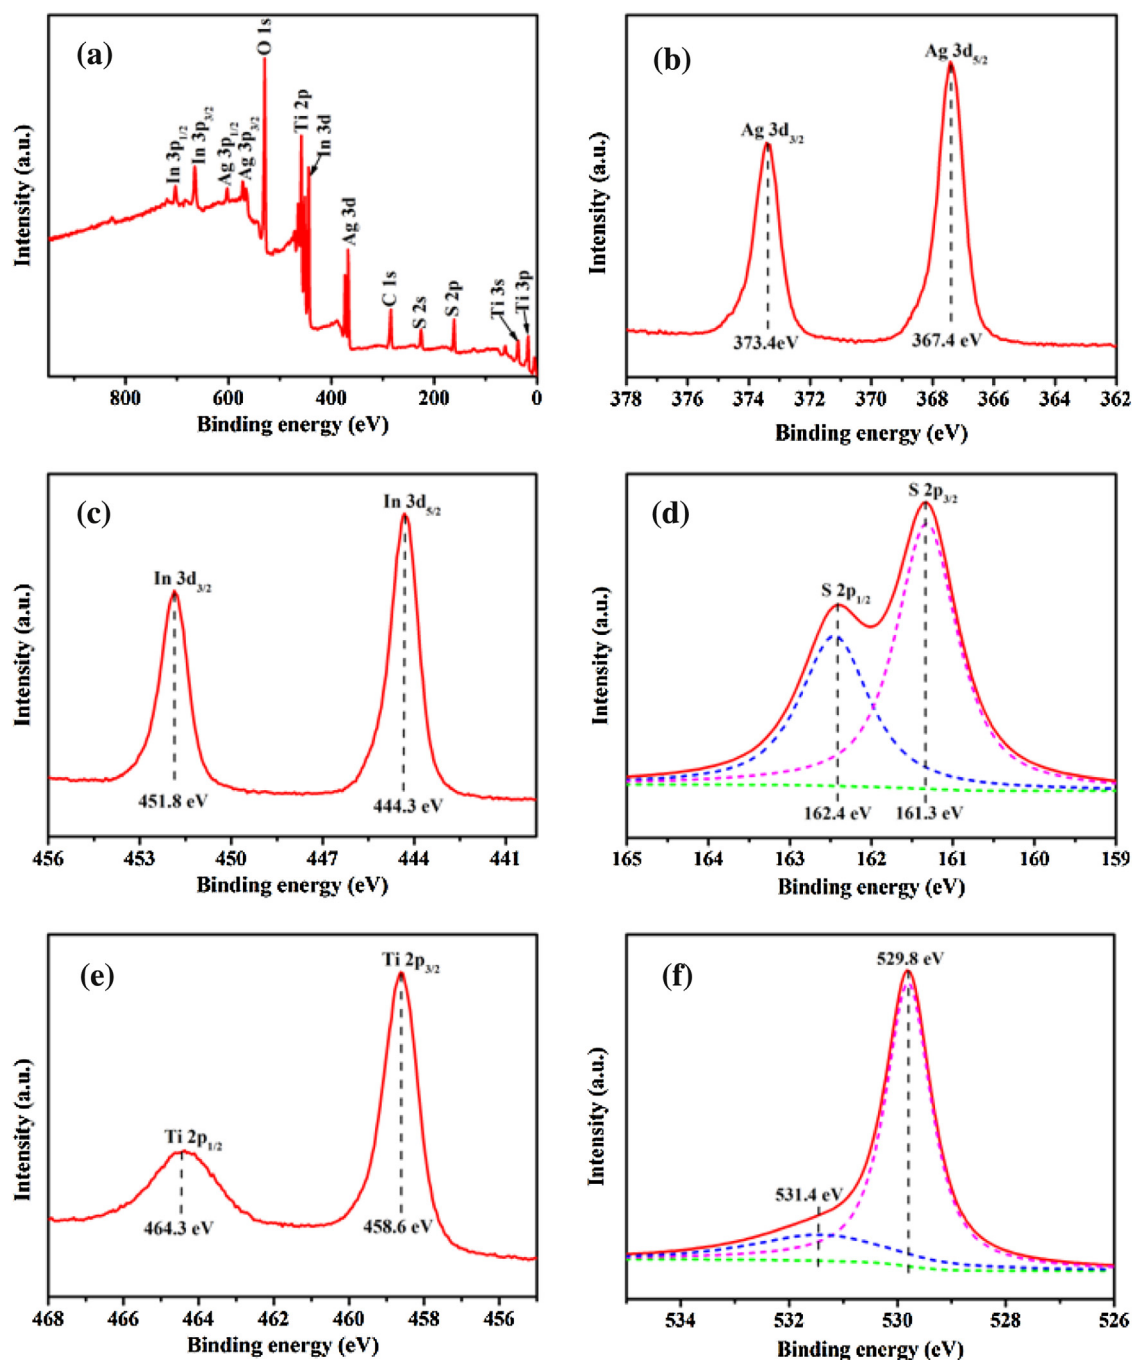 (a)
O 1s
In 3p1/2
In 3p3/2
Ag 3p1/2
Ag 3p3/2
Ti 2p
In 3d
Ag 3d
C 1s
S 2s
S 2p
Ti 3s
Ti 3p
Intensity (a.u.)
800 600 400 200 0
Binding energy (eV)
(b)
Ag 3d5/2
Ag 3d3/2
373.4eV
367.4 eV
Intensity (a.u.)
378 376 374 372 370 368 366 364 362
Binding energy (eV)
(c)
In 3d5/2
In 3d3/2
451.8 eV
444.3 eV
Intensity (a.u.)
456 453 450 447 444 441
Binding energy (eV)
(d)
S 2p3/2
S 2p1/2
162.4 eV
161.3 eV
Intensity (a.u.)
165 164 163 162 161 160 159
Binding energy (eV)
(e)
Ti 2p3/2
Ti 2p1/2
464.3 eV
458.6 eV
Intensity (a.u.)
468 466 464 462 460 458 456
Binding energy (eV)
(f)
529.8 eV
531.4 eV
Intensity (a.u.)
534 532 530 528 526
Binding energy (eV)